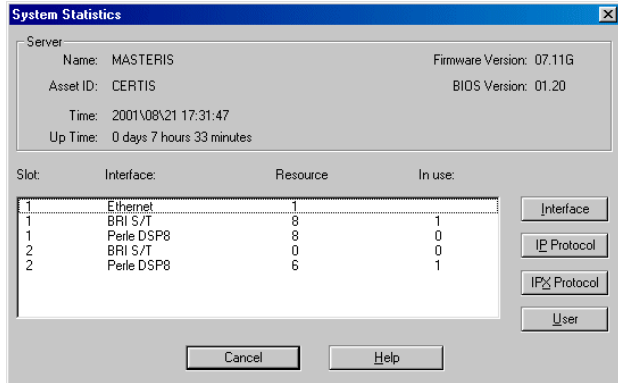 System Statistics
Server
Name: MASTERIS Firmware Version: 07.11G
Asset ID: CERTIS BIOS Version: 01.20
Time: 2001\08\21 17:31:47
Up Time: 0 days 7 hours 33 minutes
Slot: Interface: Resource In use:
1 Ethernet 1
1 BRI S/T 8 1
1 Perle DSP8 8 0
2 BRI S/T 0 0
2 Perle DSP8 6 1
Interface
IP Protocol
IPX Protocol
User
Cancel Help